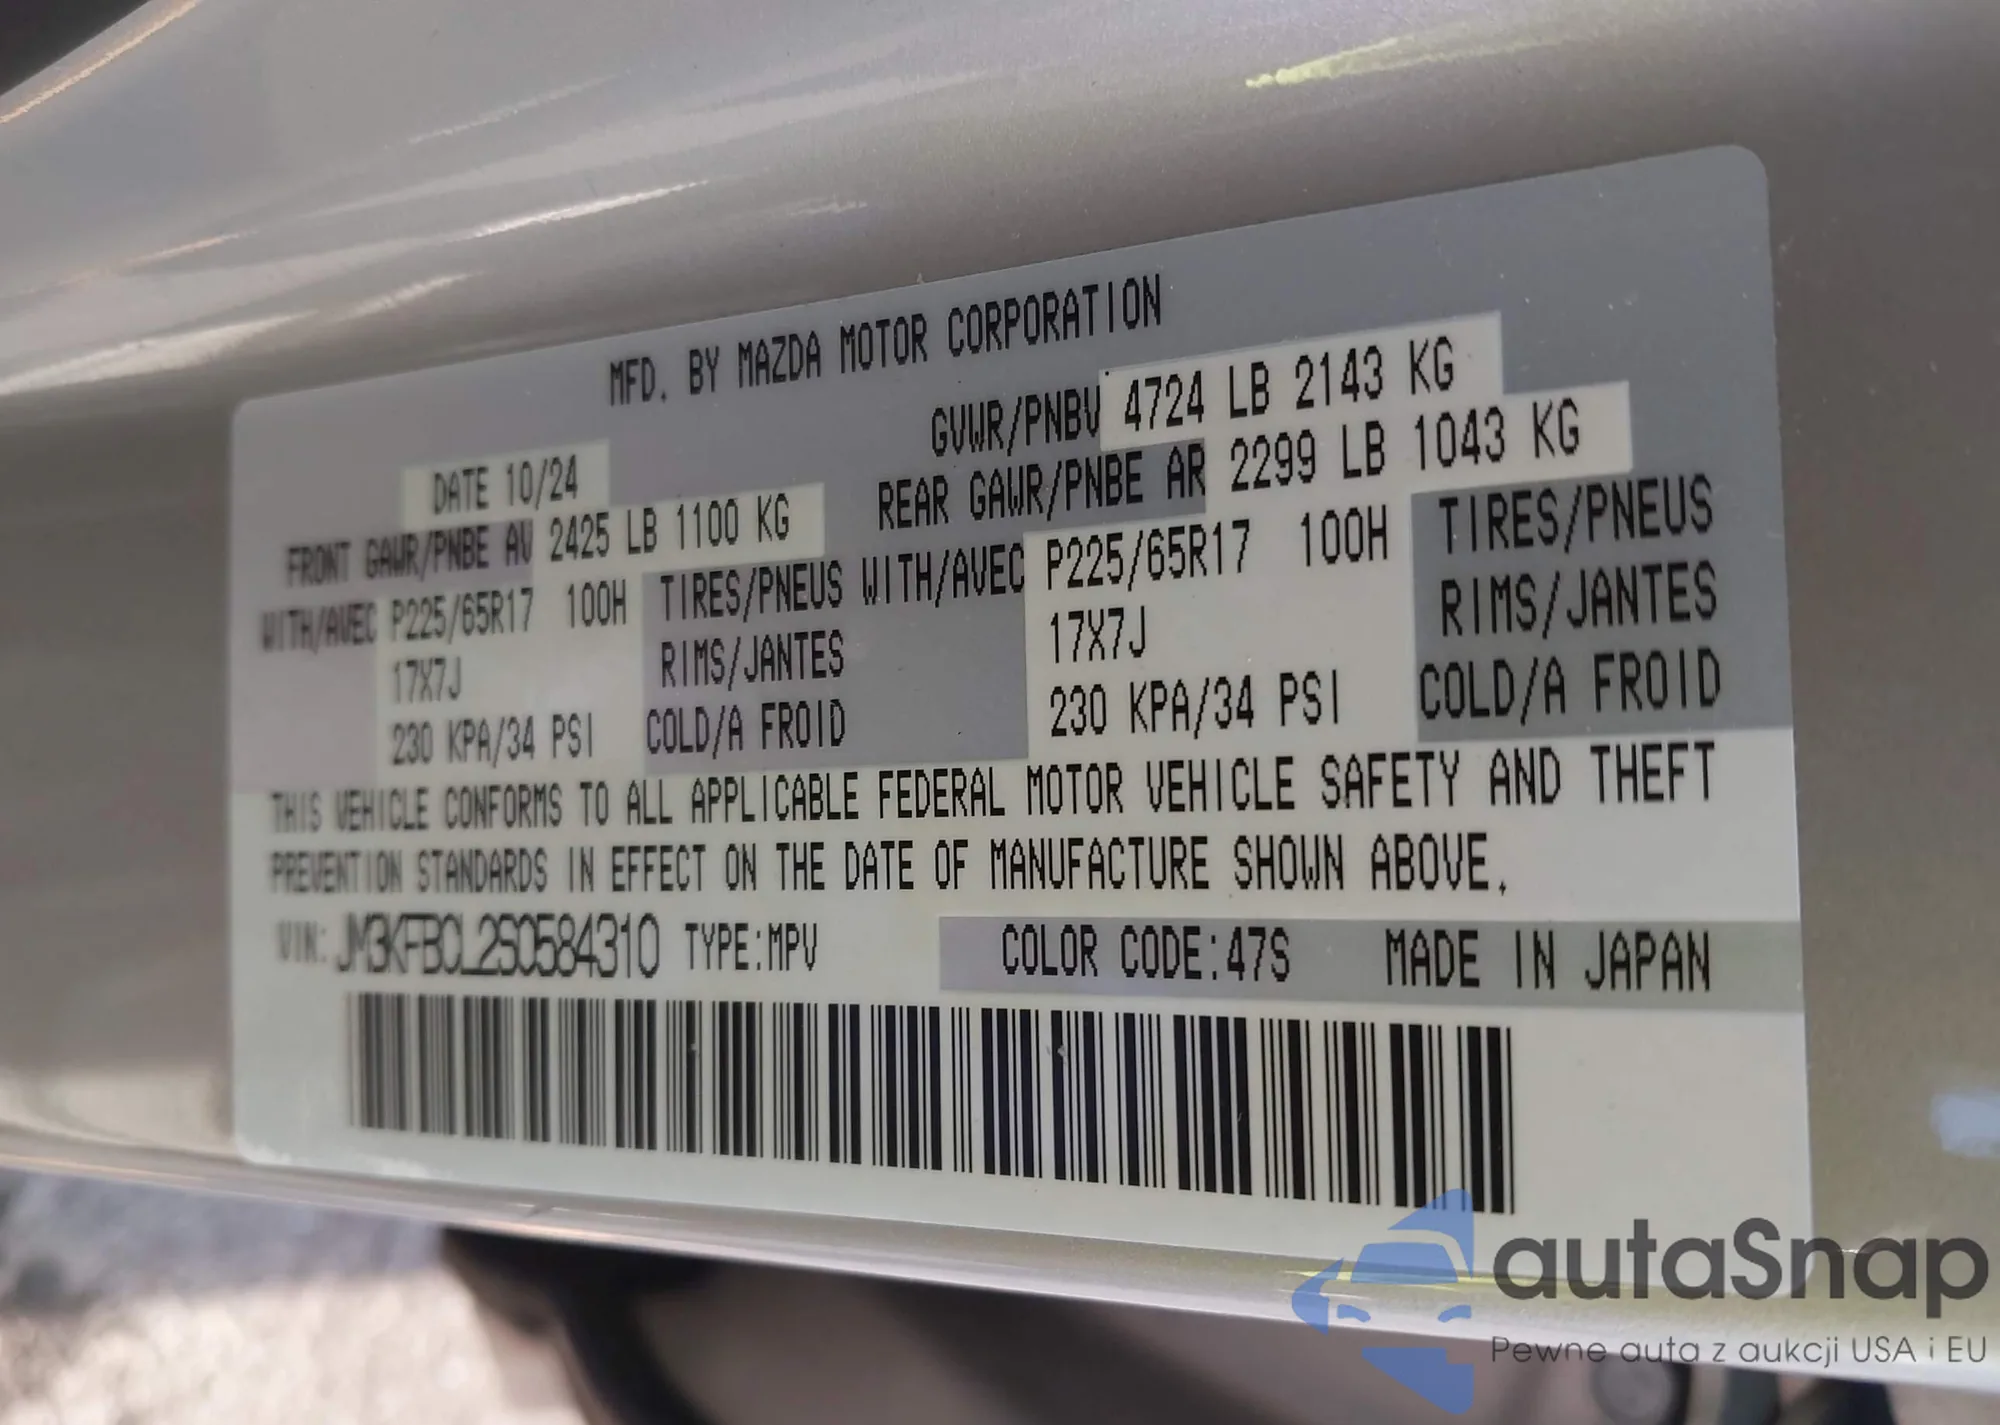 MFD. BY MAZDA MOTOR CORPORATION
DATE 10/24
GVWR/PNBV 4724 LB 2143 KG
FRONT GAWR/PNBE AV 2425 LB 1100 KG
REAR GAWR/PNBE AR 2299 LB 1043 KG
WITH/AVEC P225/65R17 100H TIRES/PNEUS WITH/AVEC P225/65R17 100H TIRES/PNEUS
17X7J RIMS/JANTES 17X7J RIMS/JANTES
230 KPA/34 PSI COLD/A FROID 230 KPA/34 PSI COLD/A FROID
THIS VEHICLE CONFORMS TO ALL APPLICABLE FEDERAL MOTOR VEHICLE SAFETY AND THEFT
PREVENTION STANDARDS IN EFFECT ON THE DATE OF MANUFACTURE SHOWN ABOVE.
VIN: JM3KFBCL2S0584310 TYPE:MPV COLOR CODE:47S MADE IN JAPAN
autaSnap
Pewne auta z aukcji USA i EU